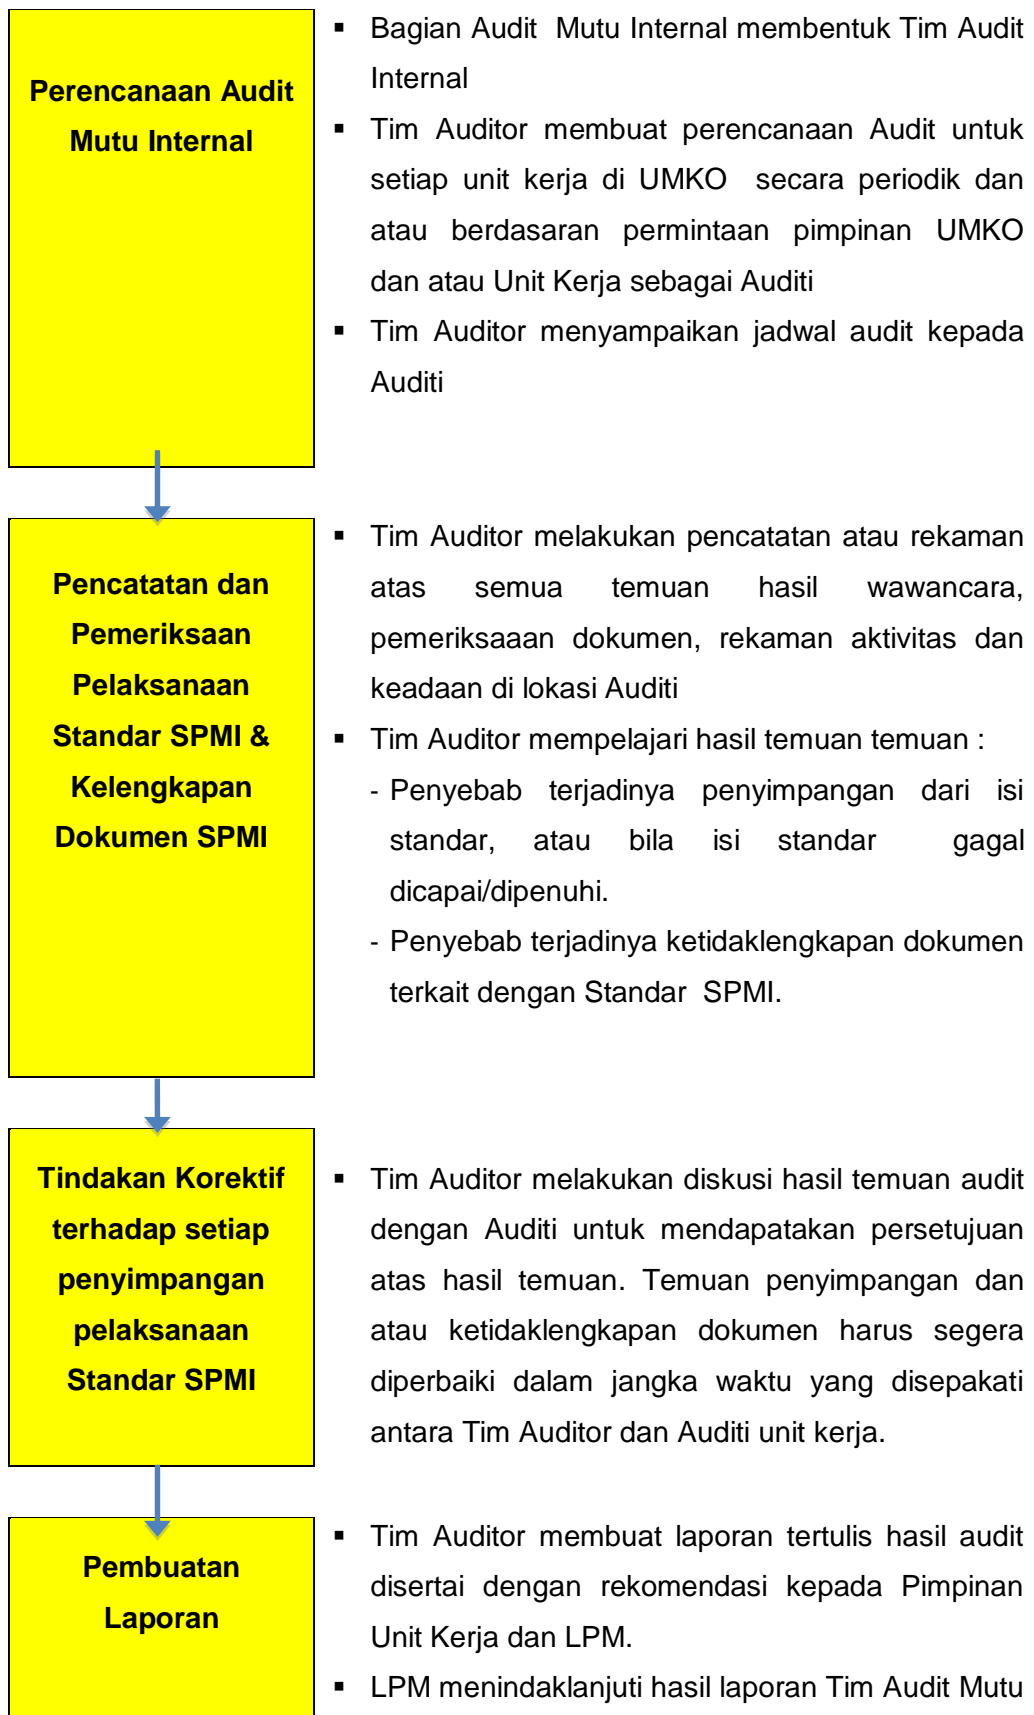 Perencanaan Audit
Mutu Internal
▪ Bagian Audit Mutu Internal membentuk Tim Audit
Internal
▪ Tim Auditor membuat perencanaan Audit untuk
setiap unit kerja di UMKO secara periodik dan
atau berdasaran permintaan pimpinan UMKO
dan atau Unit Kerja sebagai Auditi
▪ Tim Auditor menyampaikan jadwal audit kepada
Auditi
Pencatatan dan
Pemeriksaan
Pelaksanaan
Standar SPMI &
Kelengkapan
Dokumen SPMI
▪ Tim Auditor melakukan pencatatan atau rekaman
atas semua temuan hasil wawancara,
pemeriksaaan dokumen, rekaman aktivitas dan
keadaan di lokasi Auditi
▪ Tim Auditor mempelajari hasil temuan temuan :
- Penyebab terjadinya penyimpangan dari isi
standar, atau bila isi standar gagal
dicapai/dipenuhi.
- Penyebab terjadinya ketidaklengkapan dokumen
terkait dengan Standar SPMI.
Tindakan Korektif
terhadap setiap
penyimpangan
pelaksanaan
Standar SPMI
▪ Tim Auditor melakukan diskusi hasil temuan audit
dengan Auditi untuk mendapatakan persetujuan
atas hasil temuan. Temuan penyimpangan dan
atau ketidaklengkapan dokumen harus segera
diperbaiki dalam jangka waktu yang disepakati
antara Tim Auditor dan Auditi unit kerja.
Pembuatan
Laporan
▪ Tim Auditor membuat laporan tertulis hasil audit
disertai dengan rekomendasi kepada Pimpinan
Unit Kerja dan LPM.
▪ LPM menindaklanjuti hasil laporan Tim Audit Mutu